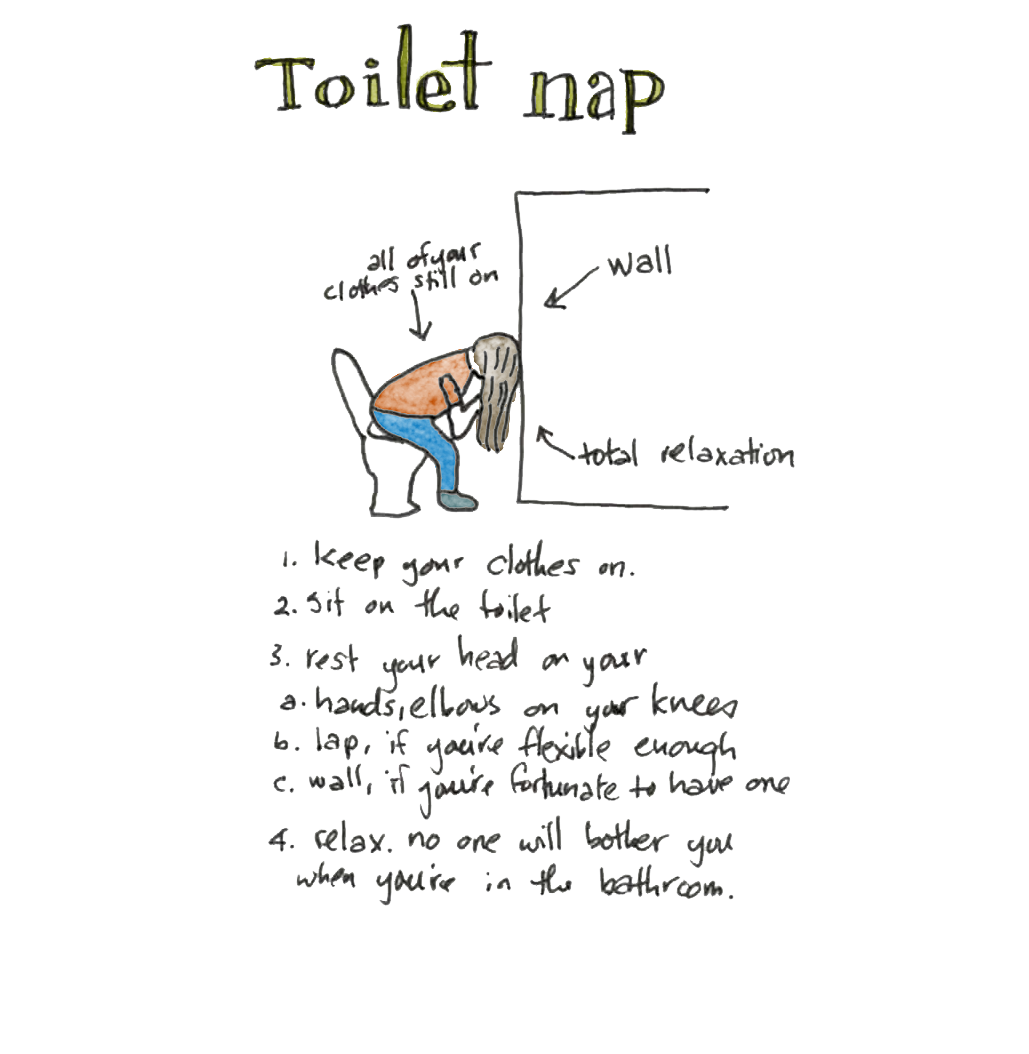 Toilet nap
all of your
clothes still on
wall
total relaxation
1. keep your clothes on.
2. sit on the toilet
3. rest your head on your
a. hands, elbows on your knees
b. lap, if you're flexible enough
c. wall, if you're fortunate to have one
4. relax. no one will bother you
when you're in the bathroom.